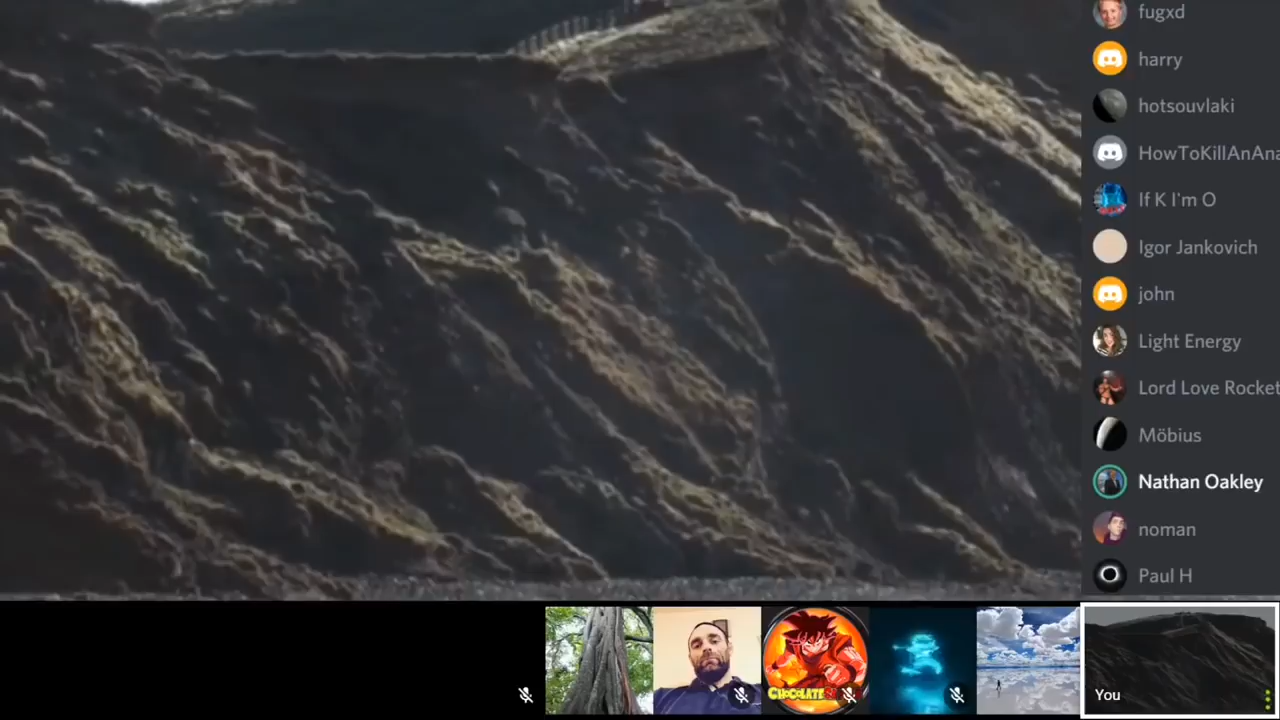 fugxd
harry
hotsouvlaki
HowToKillAnAna
If K I'm O
Igor Jankovich
john
Light Energy
Lord Love Rocket
Möbius
Nathan Oakley
noman
Paul H
CHOCOLATE
You